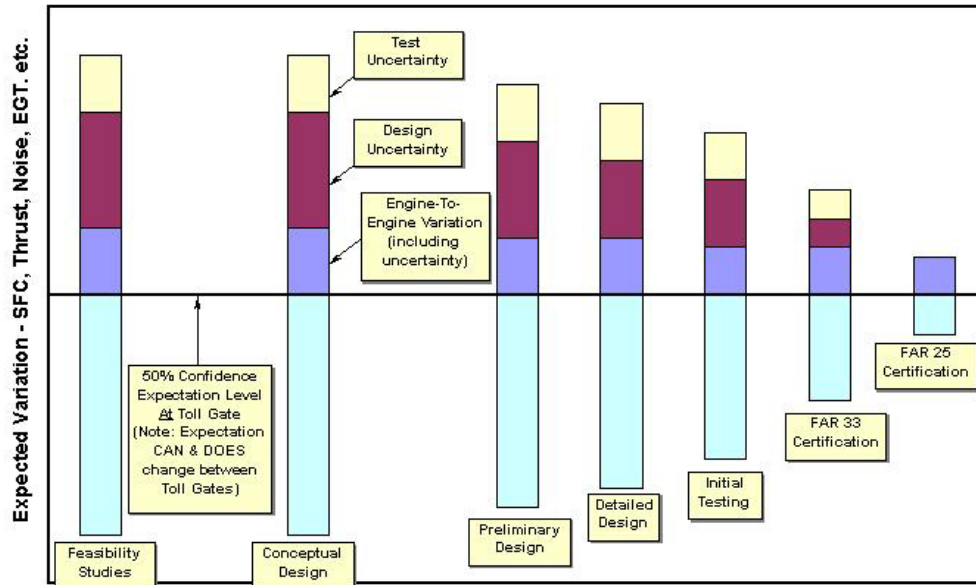 Expected Variation - SFC, Thrust, Noise, EGT. etc.
Test
Uncertainty
Design
Uncertainty
Engine-To-
Engine Variation
(including
uncertainty)
50% Confidence
Expectation Level
At Toll Gate
(Note: Expectation
CAN & DOES
change between
Toll Gates)
Feasibility
Studies
Conceptual
Design
Preliminary
Design
Detailed
Design
Initial
Testing
FAR 33
Certification
FAR 25
Certification